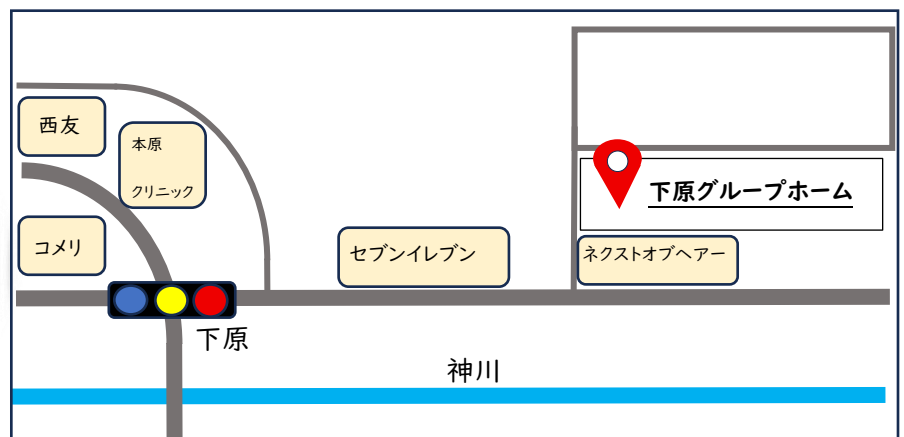 西友
本原
クリニック
下原グループホーム
コメリ
セブンイレブン
ネクストオブヘアー
下原
神川